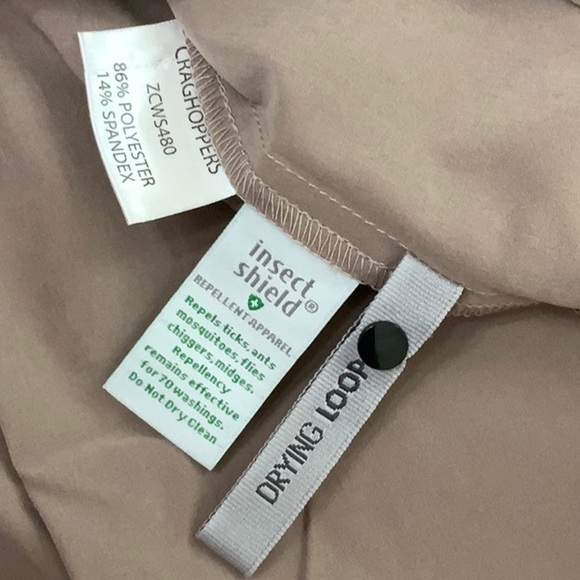 CRAGHOPPERS
ZCWS480
86% POLYESTER
14% SPANDEX
insect
shield®
REPELLENT APPAREL
Repels ticks, ants
mosquitoes, flies
chiggers, midges.
Repellency
remains effective
for 70 washings.
Do Not Dry Clean
DRYING LOOP